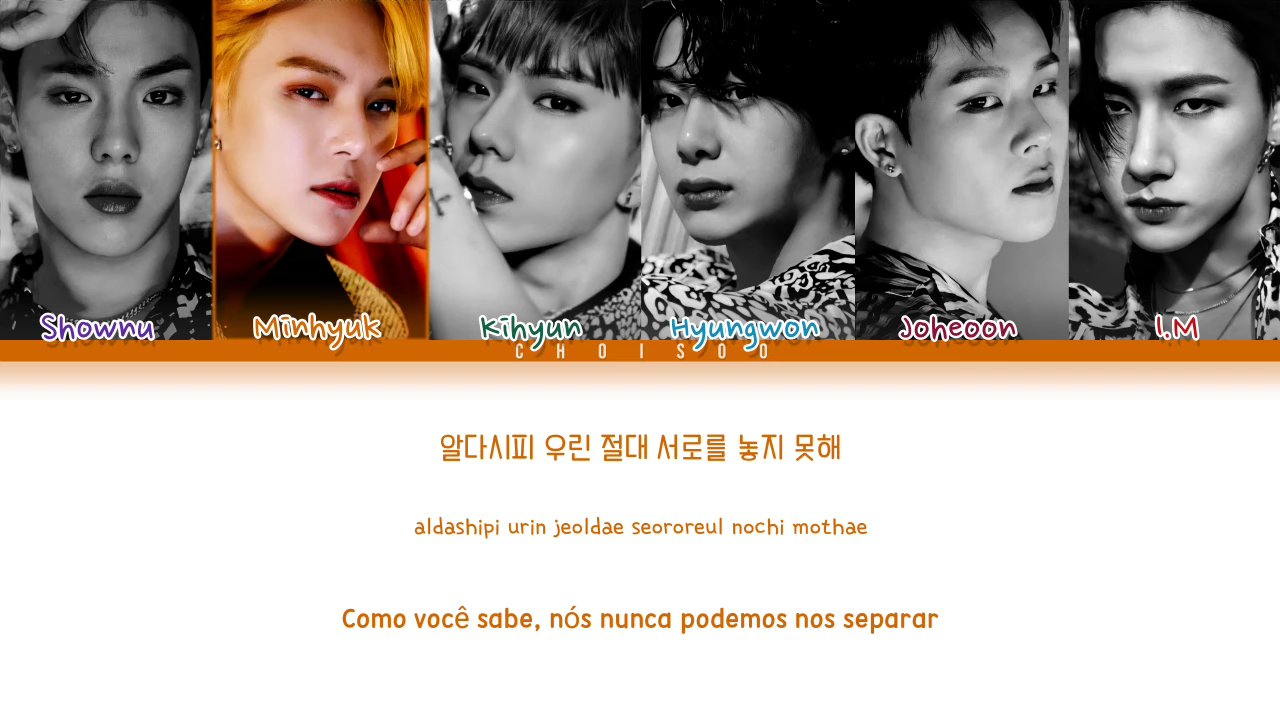 Shownu Minhyuk Kihyun Hyungwon Joheoon I.M
CHOISOO
알다시피 우린 절대 서로를 놓지 못해
aldashipi urin jeoldae seororeul nochi mothae
Como você sabe, nós nunca podemos nos separar